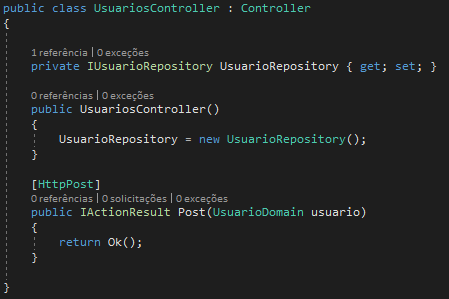 public class UsuariosController : Controller
{
1 referência | 0 exceções
private IUsuarioRepository UsuarioRepository { get; set; }
0 referências | 0 exceções
public UsuariosController()
{
UsuarioRepository = new UsuarioRepository();
}
[HttpPost]
0 referências | 0 solicitações | 0 exceções
public IActionResult Post(UsuarioDomain usuario)
{
return Ok();
}
}